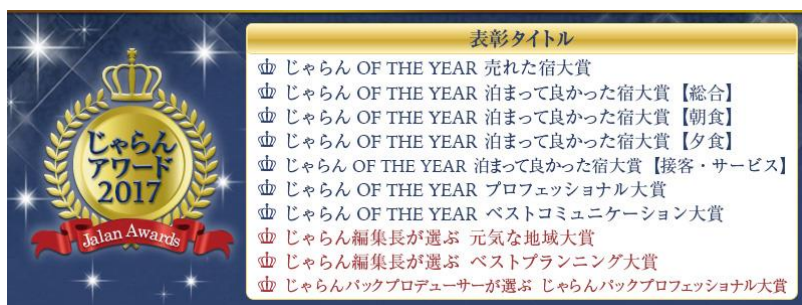 じゃらん
アワード
2017
Jalan Awards
表彰タイトル
じゃらん OF THE YEAR 売れた宿大賞
じゃらん OF THE YEAR 泊まって良かった宿大賞【総合】
じゃらん OF THE YEAR 泊まって良かった宿大賞【朝食】
じゃらん OF THE YEAR 泊まって良かった宿大賞【夕食】
じゃらん OF THE YEAR 泊まって良かった宿大賞【接客・サービス】
じゃらん OF THE YEAR プロフェッショナル大賞
じゃらん OF THE YEAR ベストコミュニケーション大賞
じゃらん編集長が選ぶ 元気な地域大賞
じゃらん編集長が選ぶ ベストプランニング大賞
じゃらんパックプロデューサーが選ぶ じゃらんパックプロフェッショナル大賞